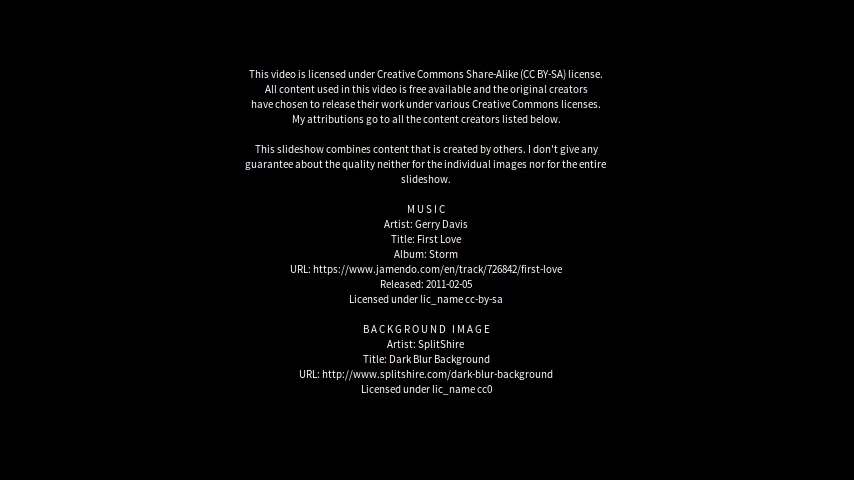 This video is licensed under Creative Commons Share-Alike (CC BY-SA) license.
All content used in this video is free available and the original creators
have chosen to release their work under various Creative Commons licenses.
My attributions go to all the content creators listed below.
This slideshow combines content that is created by others. I don't give any
guarantee about the quality neither for the individual images nor for the entire
slideshow.
MUSIC
Artist: Gerry Davis
Title: First Love
Album: Storm
URL: https://www.jamendo.com/en/track/726842/first-love
Released: 2011-02-05
Licensed under lic_name cc-by-sa
BACKGROUND IMAGE
Artist: SplitShire
Title: Dark Blur Background
URL: http://www.splitshire.com/dark-blur-background
Licensed under lic_name cc0